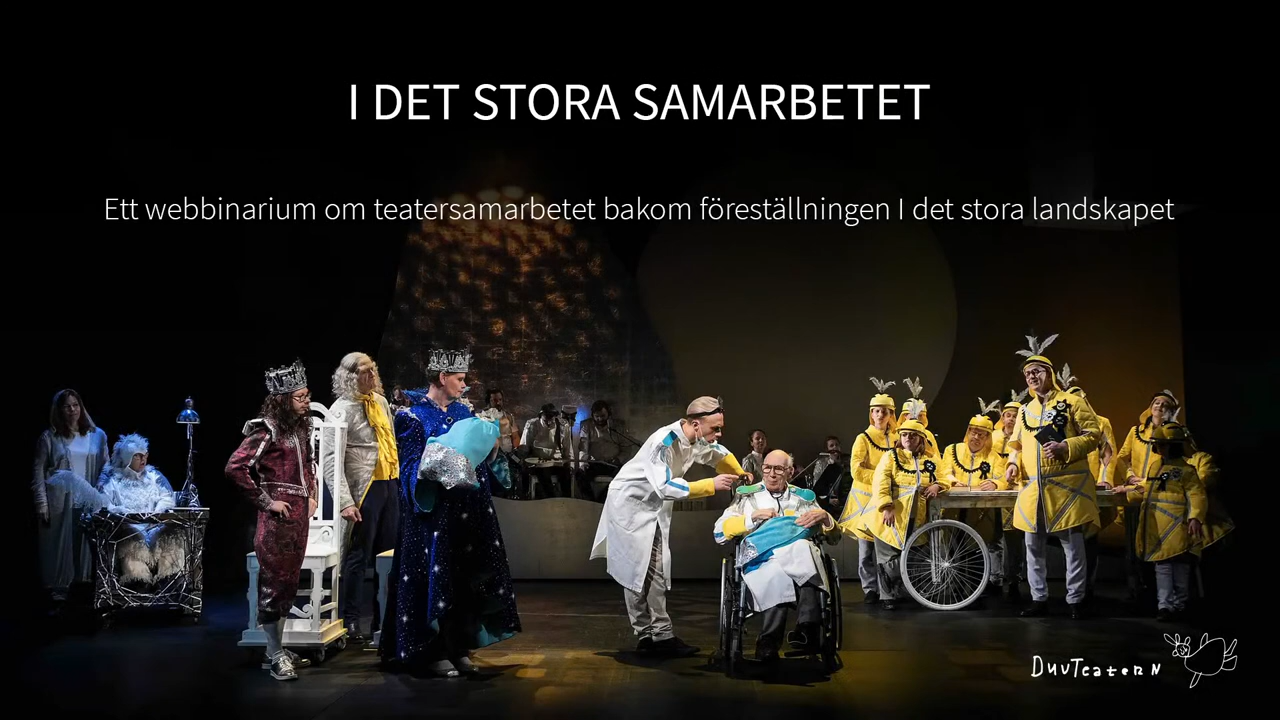 I DET STORA SAMARBETET
Ett webbinarium om teatersamarbetet bakom föreställningen I det stora landskapet
DuvTeaterN